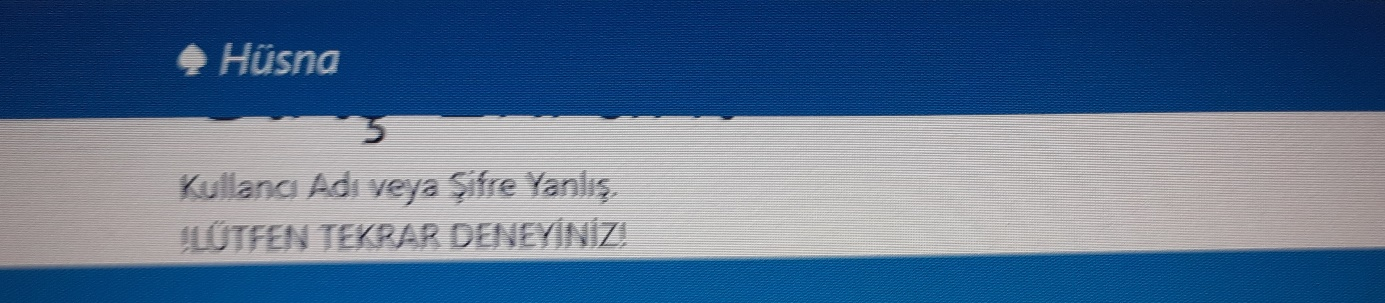 ♠ Hüsna
Kullancı Adı veya Şifre Yanlış.
!LÜTFEN TEKRAR DENEYİNİZ!